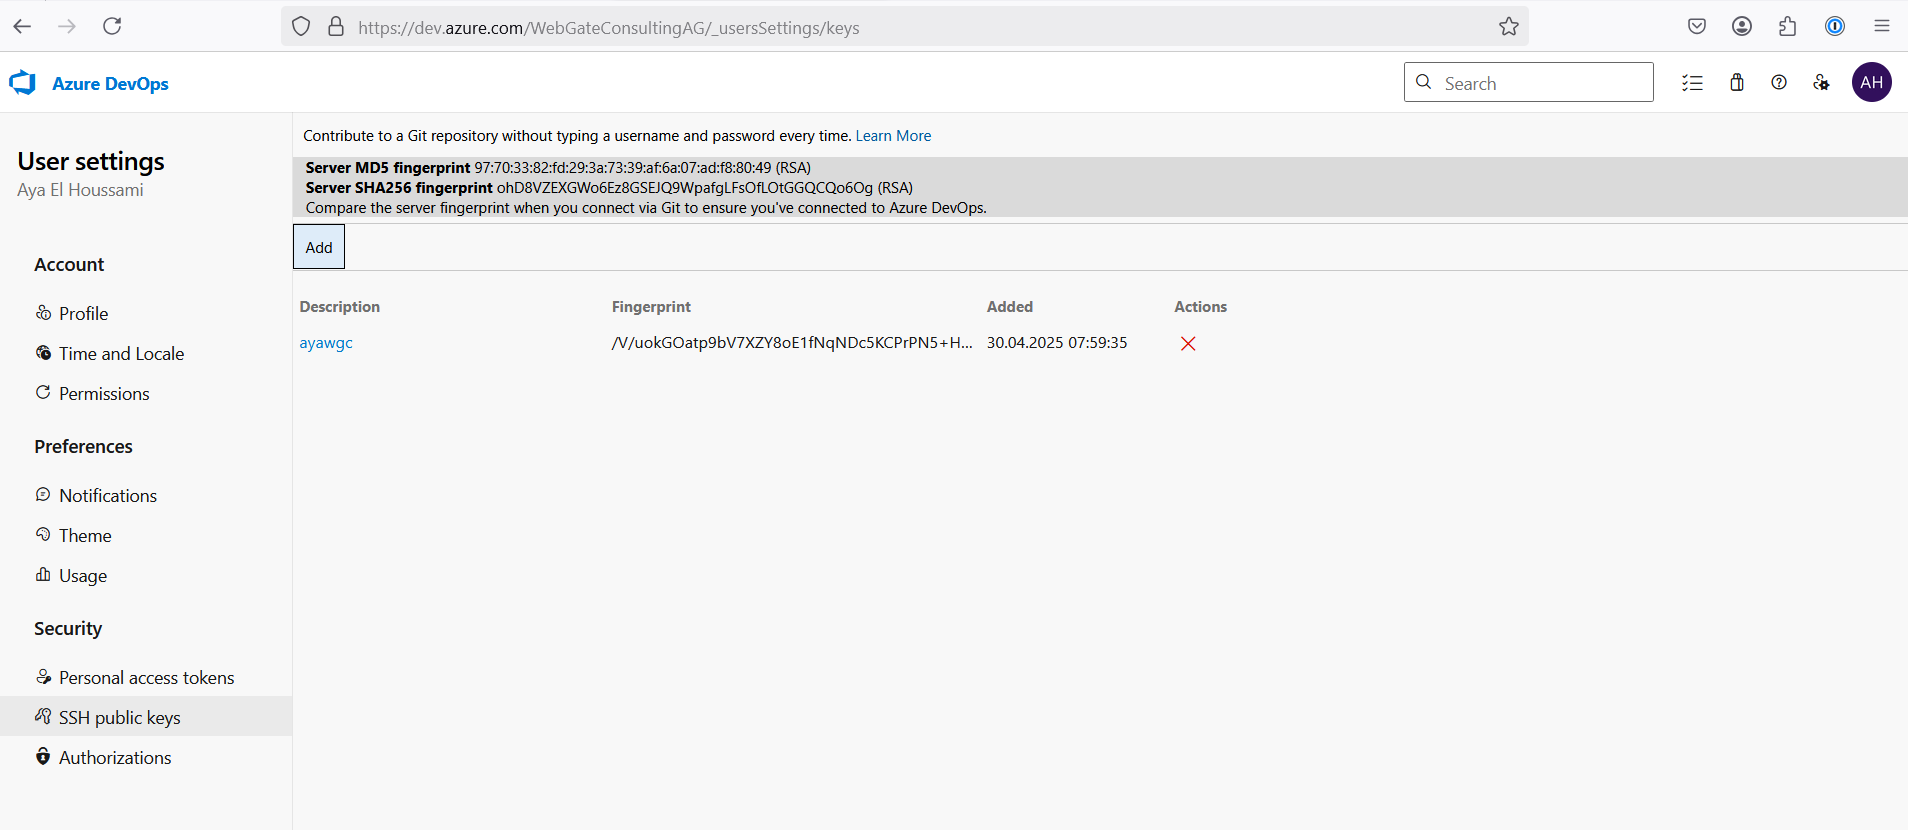 https://dev.azure.com/WebGateConsultingAG/_usersSettings/keys
Azure DevOps
Search
AH
User settings
Aya El Houssami
Account
Profile
Time and Locale
Permissions
Preferences
Notifications
Theme
Usage
Security
Personal access tokens
SSH public keys
Authorizations
Contribute to a Git repository without typing a username and password every time. Learn More
Server MD5 fingerprint 97:70:33:82:fd:29:3a:73:39:af:6a:07:ad:f8:80:49 (RSA)
Server SHA256 fingerprint ohD8VZEXGWo6Ez8GSEJQ9WpafgLFsOfLOtGGQCQo6Og (RSA)
Compare the server fingerprint when you connect via Git to ensure you've connected to Azure DevOps.
Add
Description Fingerprint Added Actions
ayawgc /V/uokGOatp9bV7XZY8oE1fNqNDc5KCPrPN5+H... 30.04.2025 07:59:35